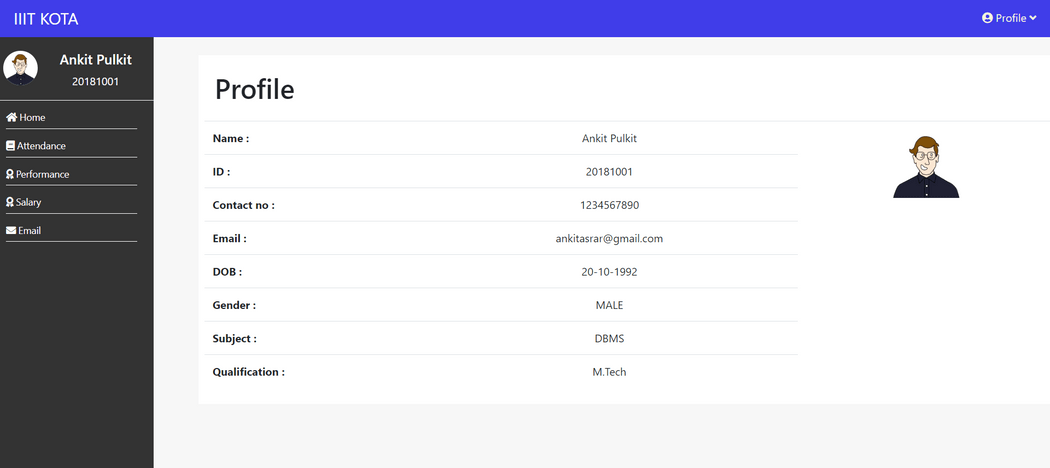 IIIT KOTA
Profile
Ankit Pulkit
20181001
Home
Attendance
Performance
Salary
Email
Profile
Name : Ankit Pulkit
ID : 20181001
Contact no : 1234567890
Email : ankitasrar@gmail.com
DOB : 20-10-1992
Gender : MALE
Subject : DBMS
Qualification : M.Tech